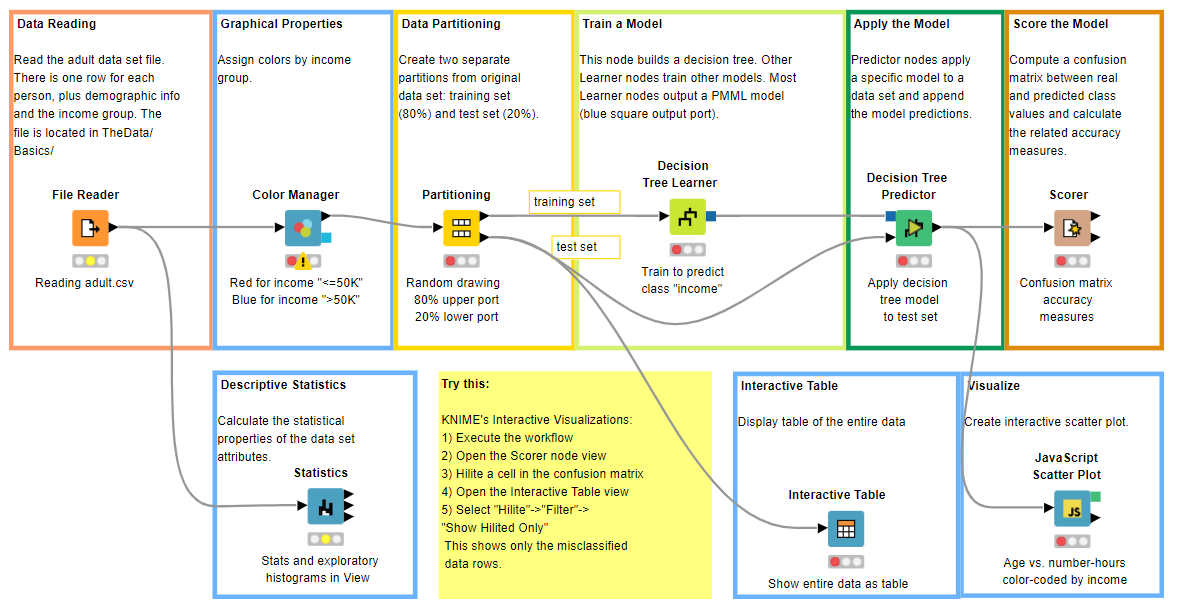 Data Reading
Read the adult data set file.
There is one row for each
person, plus demographic info
and the income group. The
file is located in TheData/
Basics/
File Reader
Reading adult.csv
Graphical Properties
Assign colors by income
group.
Color Manager
Red for income "<=50K"
Blue for income ">50K"
Data Partitioning
Create two separate
partitions from original
data set: training set
(80%) and test set (20%).
Partitioning
Random drawing
80% upper port
20% lower port
training set
test set
Train a Model
This node builds a decision tree. Other
Learner nodes train other models. Most
Learner nodes output a PMML model
(blue square output port).
Decision
Tree Learner
Train to predict
class "income"
Apply the Model
Predictor nodes apply
a specific model to a
data set and append
the model predictions.
Decision Tree
Predictor
Apply decision
tree model
to test set
Score the Model
Compute a confusion
matrix between real
and predicted class
values and calculate
the related accuracy
measures.
Scorer
Confusion matrix
accuracy
measures
Descriptive Statistics
Calculate the statistical
properties of the data set
attributes.
Statistics
Stats and exploratory
histograms in View
Try this:
KNIME's Interactive Visualizations:
1) Execute the workflow
2) Open the Scorer node view
3) Hilite a cell in the confusion matrix
4) Open the Interactive Table view
5) Select "Hilite"->"Filter"->
"Show Hilited Only"
This shows only the misclassified
data rows.
Interactive Table
Display table of the entire data
Interactive Table
Show entire data as table
Visualize
Create interactive scatter plot.
JavaScript
Scatter Plot
JS
Age vs. number-hours
color-coded by income